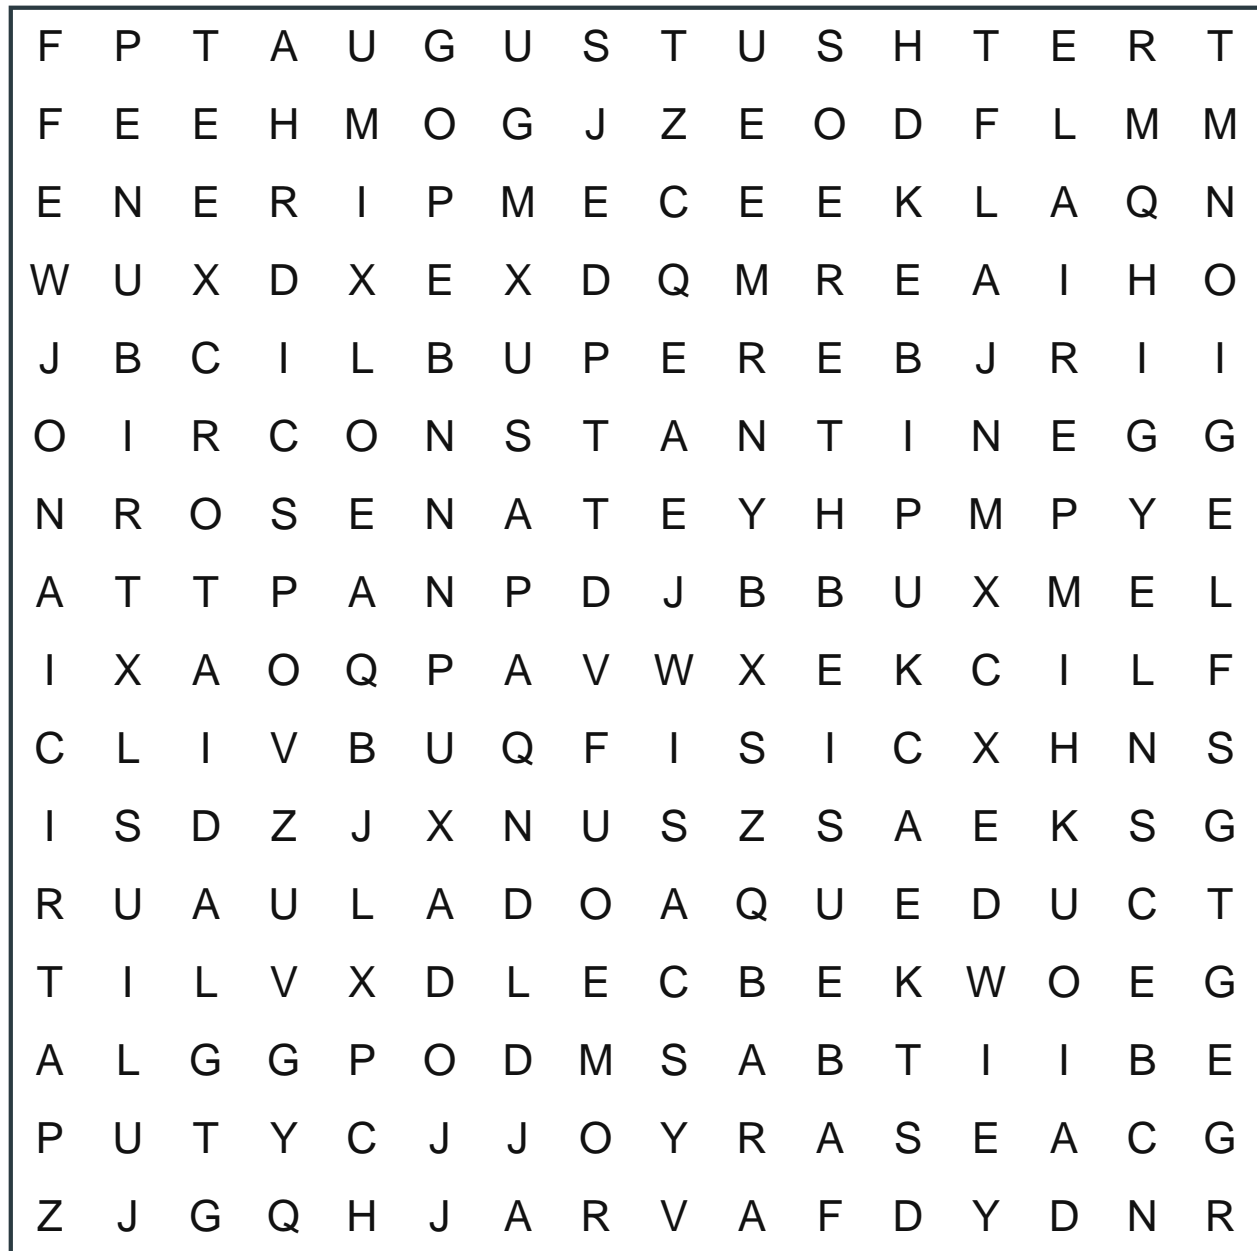 F P T A U G U S T U S H T E R T
F E E H M O G J Z E O D F L M M
E N E R I P M E C E E K L A Q N
W U X D X E X D Q M R E A I H O
J B C I L B U P E R E B J R I I
O I R C O N S T A N T I N E G G
N R O S E N A T E Y H P M P Y E
A T T P A N P D J B B U X M E L
I X A O Q P A V W X E K C I L F
C L I V B U Q F I S I C X H N S
I S D Z J X N U S Z S A E K S G
R U A U L A D O A Q U E D U C T
T I L V X D L E C B E K W O E G
A L G G P O D M S A B T I I B E
P U T Y C J J O Y R A S E A C G
Z J G Q H J A R V A F D Y D N R